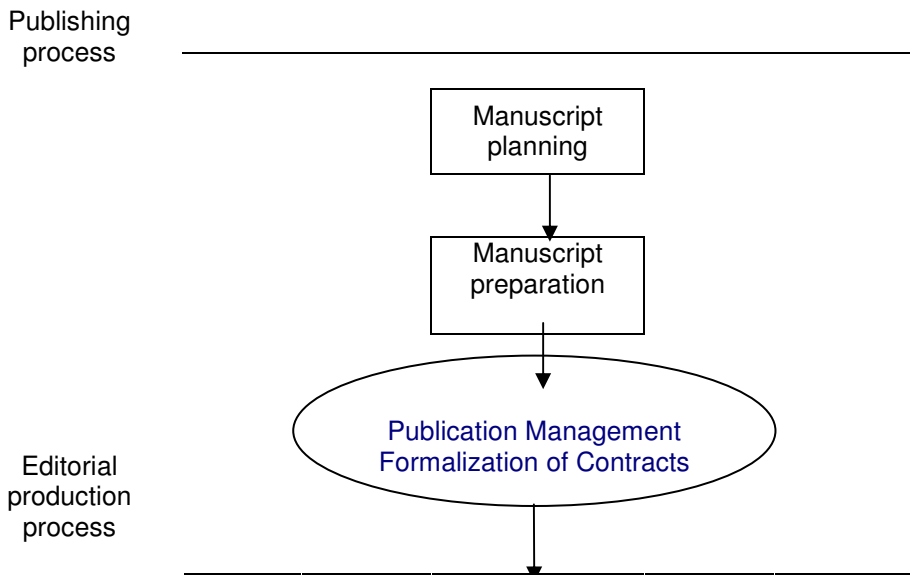 Publishing
process
Manuscript
planning
Manuscript
preparation
Publication Management
Formalization of Contracts
Editorial
production
process